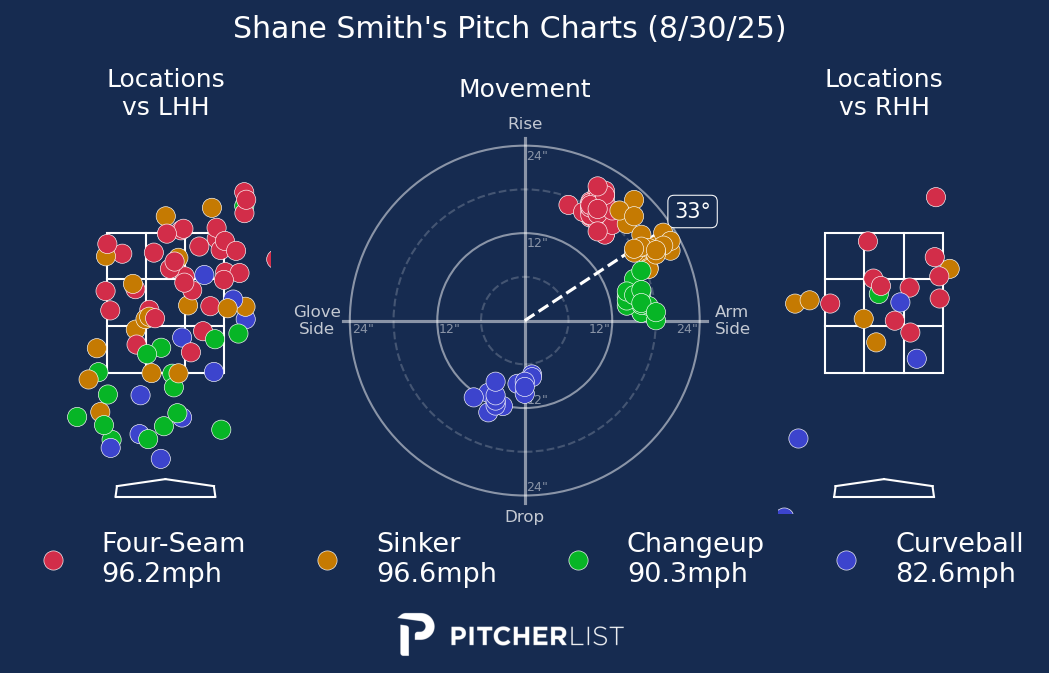 Shane Smith's Pitch Charts (8/30/25)
Locations
vs LHH
Movement
Locations
vs RHH
Rise
24"
33°
12"
Glove
Side
24"
12"
12"
24"
Arm
Side
12"
24"
Drop
Four-Seam
96.2mph
Sinker
96.6mph
Changeup
90.3mph
Curveball
82.6mph
PITCHERLIST